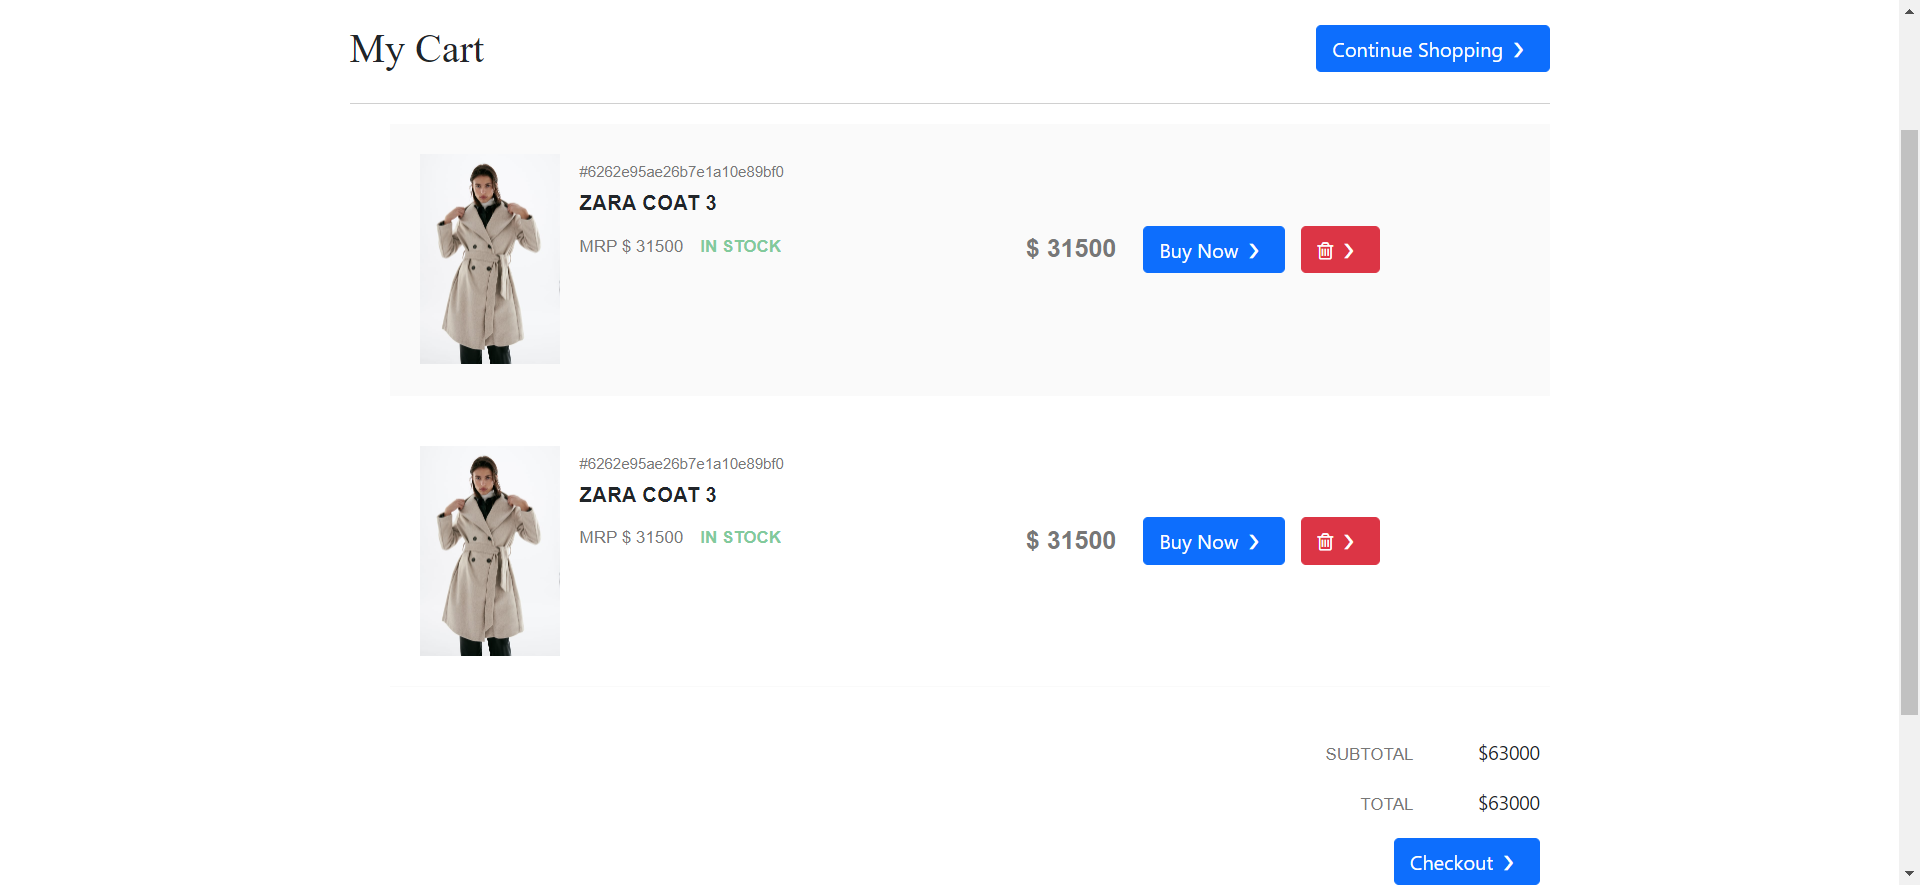 My Cart
Continue Shopping ❯
#6262e95ae26b7e1a10e89bf0
ZARA COAT 3
MRP $ 31500 IN STOCK
$ 31500
Buy Now ❯
❯
#6262e95ae26b7e1a10e89bf0
ZARA COAT 3
MRP $ 31500 IN STOCK
$ 31500
Buy Now ❯
❯
SUBTOTAL $63000
TOTAL $63000
Checkout ❯